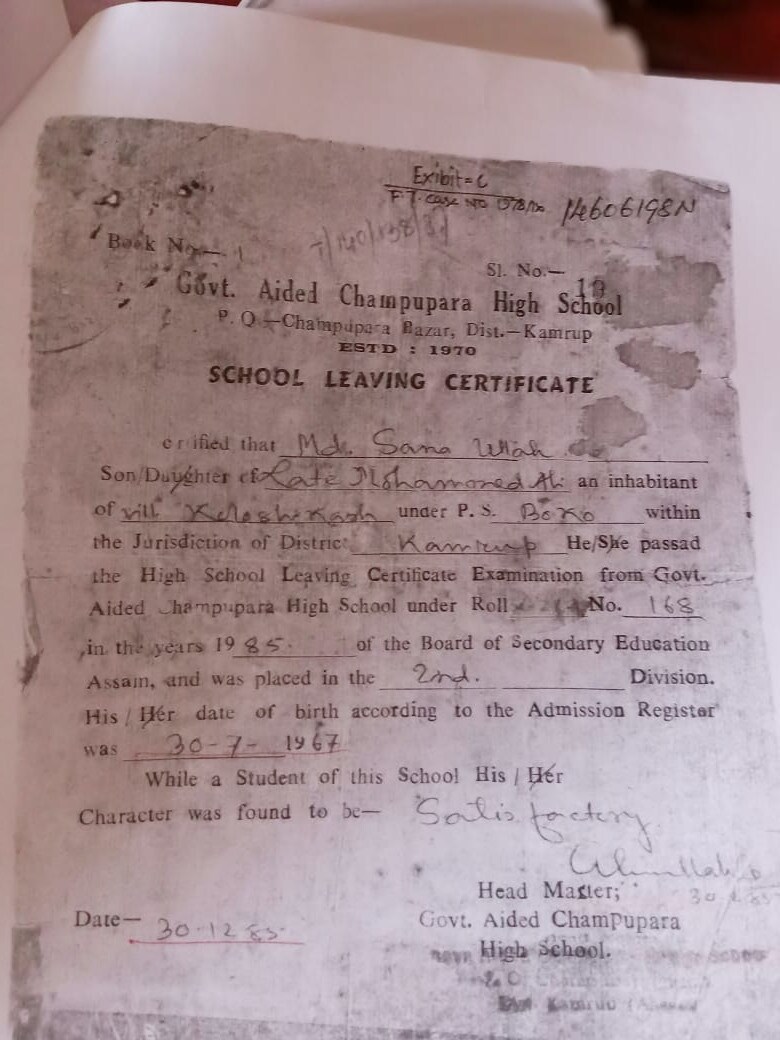 Exibit=C
F.T. Case NO 14606198N
Book No.— 1
Sl. No.— 19
Govt. Aided Champupara High School
P. O.—Champupara Bazar, Dist.—Kamrup
ESTD : 1970
SCHOOL LEAVING CERTIFICATE
erified that Md. Sana Ullah
Son/Daughter of Late Mohammed Ali an inhabitant
of vill under P. S. Boko within
the Jurisdiction of District Kamrup He/She passad
the High School Leaving Certificate Examination from Govt.
Aided Champupara High School under Roll No. 168
in the years 1985. of the Board of Secondary Education
Assam, and was placed in the 2nd. Division.
His / Her date of birth according to the Admission Register
was 30-7-1967
While a Student of this School His / Her
Character was found to be— Satisfactory
Head Master;
Date— 30.12.85. Govt. Aided Champupara
High School.